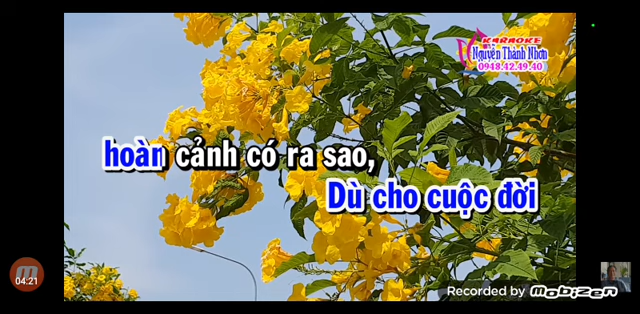 KARAOKE
Nguyễn Thành Nhơn
0948.42.49.40
hoàn cảnh có ra sao,
Dù cho cuộc đời
04:21
Recorded by mobizen